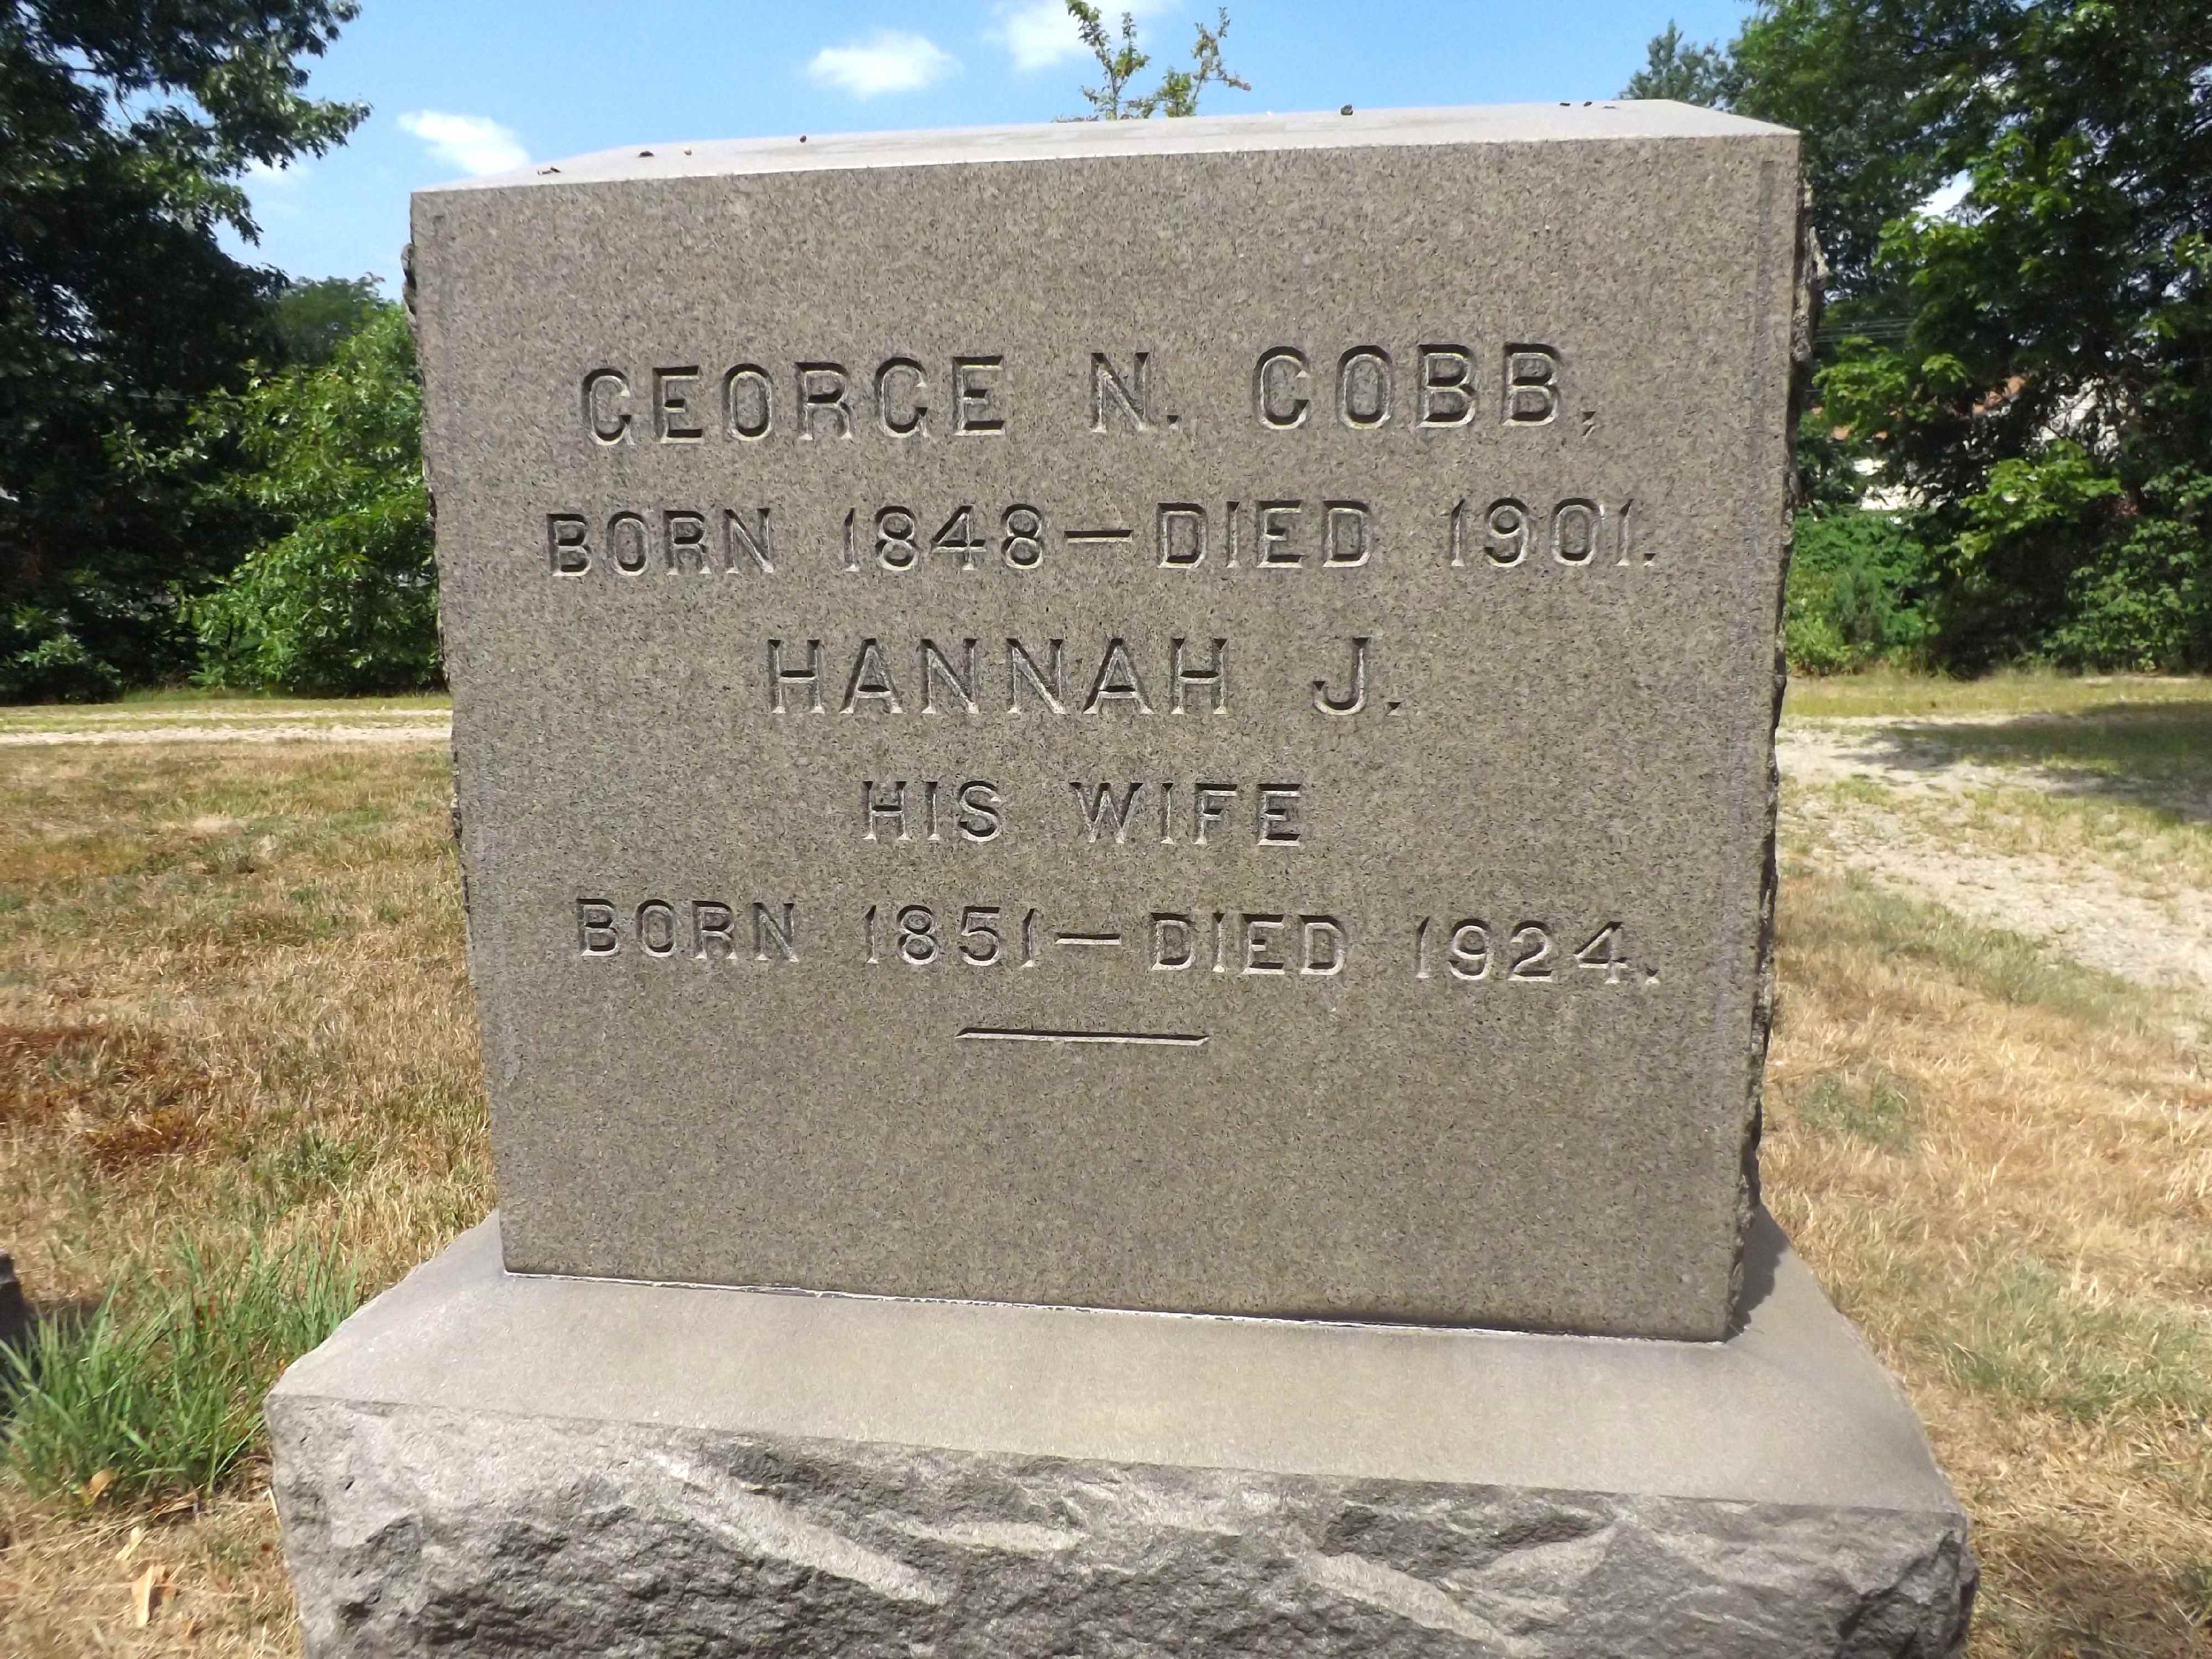 GEORGE N. COBB,
BORN 1848—DIED 1901.
HANNAH J.
HIS WIFE
BORN 1851—DIED 1924.